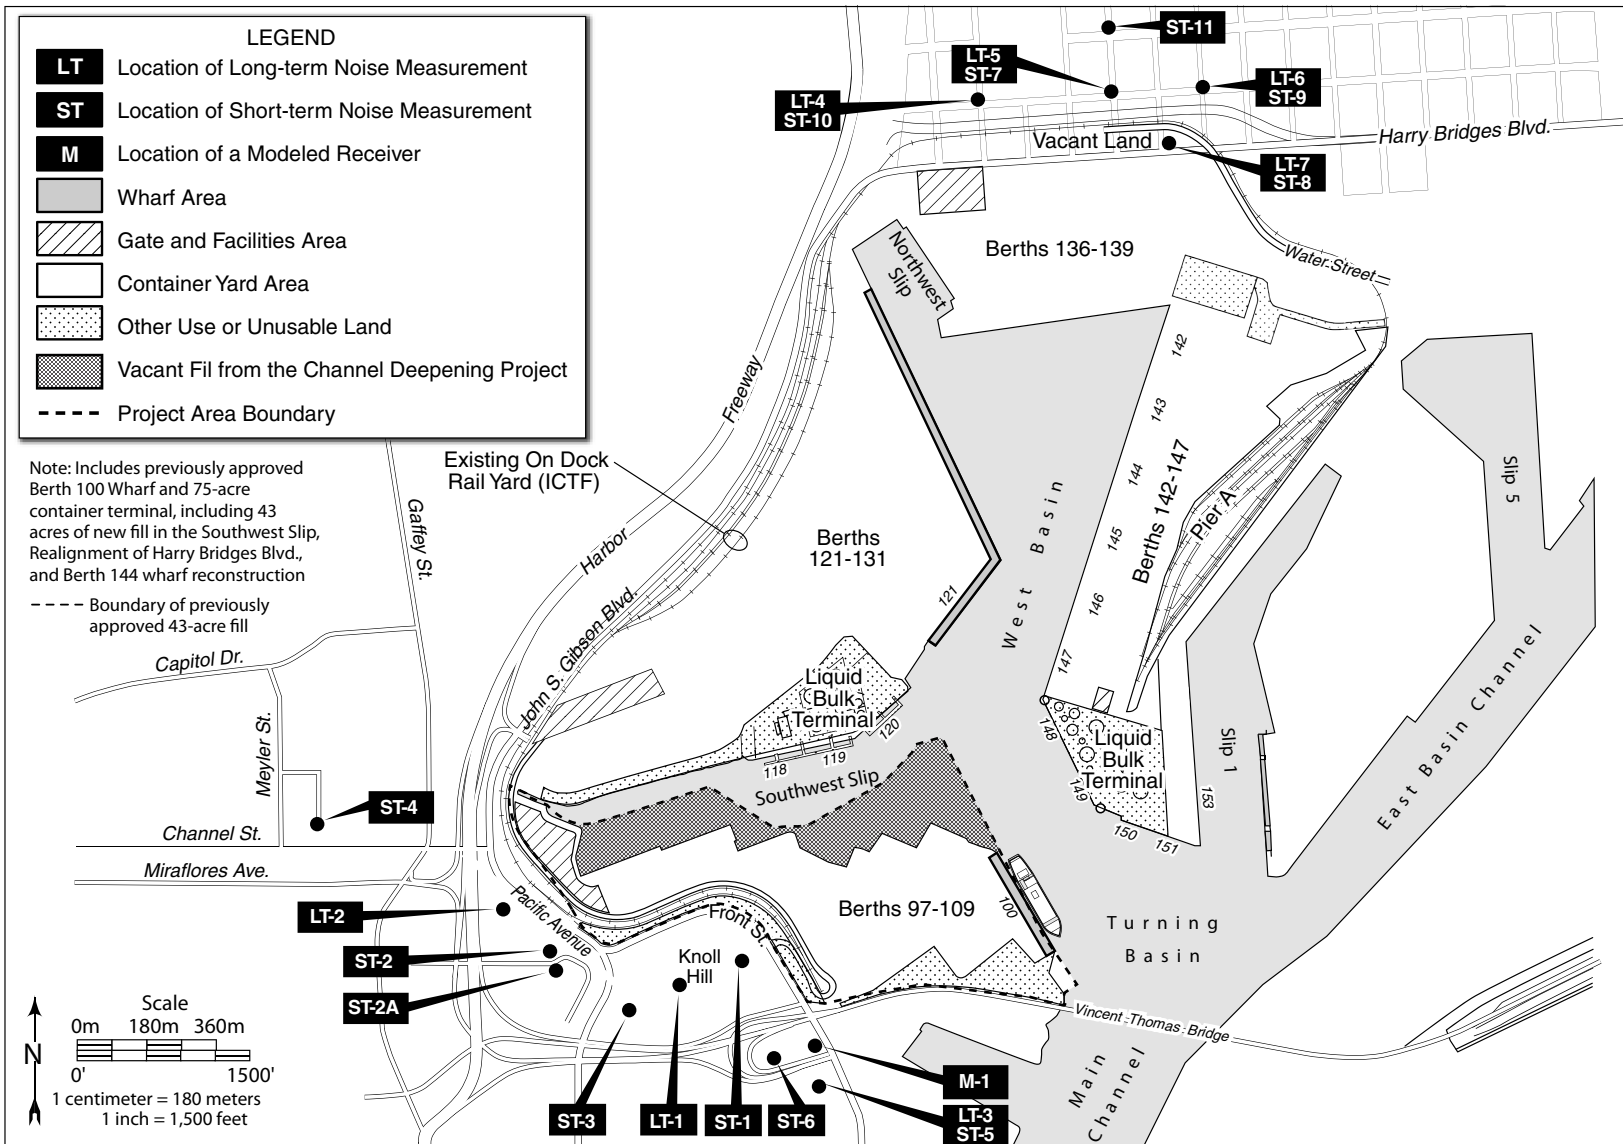 LEGEND
LT Location of Long-term Noise Measurement
ST Location of Short-term Noise Measurement
M Location of a Modeled Receiver
Wharf Area
Gate and Facilities Area
Container Yard Area
Other Use or Unusable Land
Vacant Fil from the Channel Deepening Project
Project Area Boundary
Note: Includes previously approved
Berth 100 Wharf and 75-acre
container terminal, including 43
acres of new fill in the Southwest Slip,
Realignment of Harry Bridges Blvd.,
and Berth 144 wharf reconstruction
Boundary of previously
approved 43-acre fill
ST-11
LT-5
ST-7
LT-6
ST-9
LT-4
ST-10
Harry Bridges Blvd.
Vacant Land
LT-7
ST-8
Berths 136-139
Water Street
Northwest
Slip
142
143
144
145
146
147
Berths 142-147
Pier A
Slip 5
Freeway
Harbor
Existing On Dock
Rail Yard (ICTF)
Berths
121-131
121
West Basin
Gaffey St.
John S. Gibson Blvd.
Capitol Dr.
Meyler St.
ST-4
Channel St.
Miraflores Ave.
Liquid
Bulk
Terminal
118
119
120
Southwest Slip
148
149
150
151
153
Liquid
Bulk
Terminal
Slip 1
East Basin Channel
LT-2
Pacific Avenue
ST-2
ST-2A
Front St.
Knoll
Hill
Berths 97-109
100
Turning
Basin
Vincent Thomas Bridge
Main
Channel
M-1
LT-3
ST-5
ST-3
LT-1
ST-1
ST-6
N
Scale
0m 180m 360m
0' 1500'
1 centimeter = 180 meters
1 inch = 1,500 feet